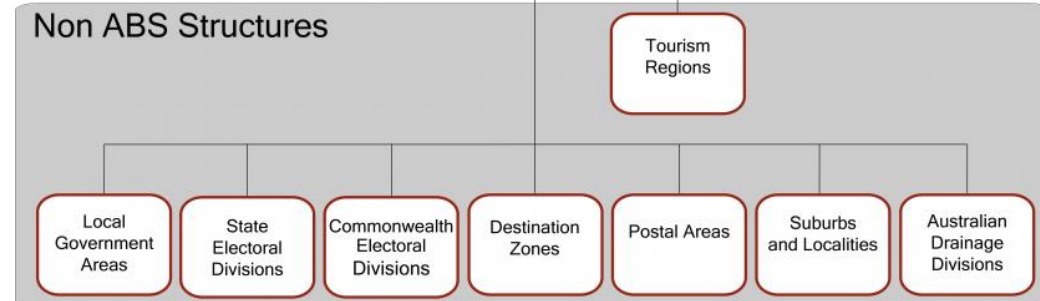 Non ABS Structures
Tourism
Regions
Local
Government
Areas
State
Electoral
Divisions
Commonwealth
Electoral
Divisions
Destination
Zones
Postal Areas
Suburbs
and Localities
Australian
Drainage
Divisions